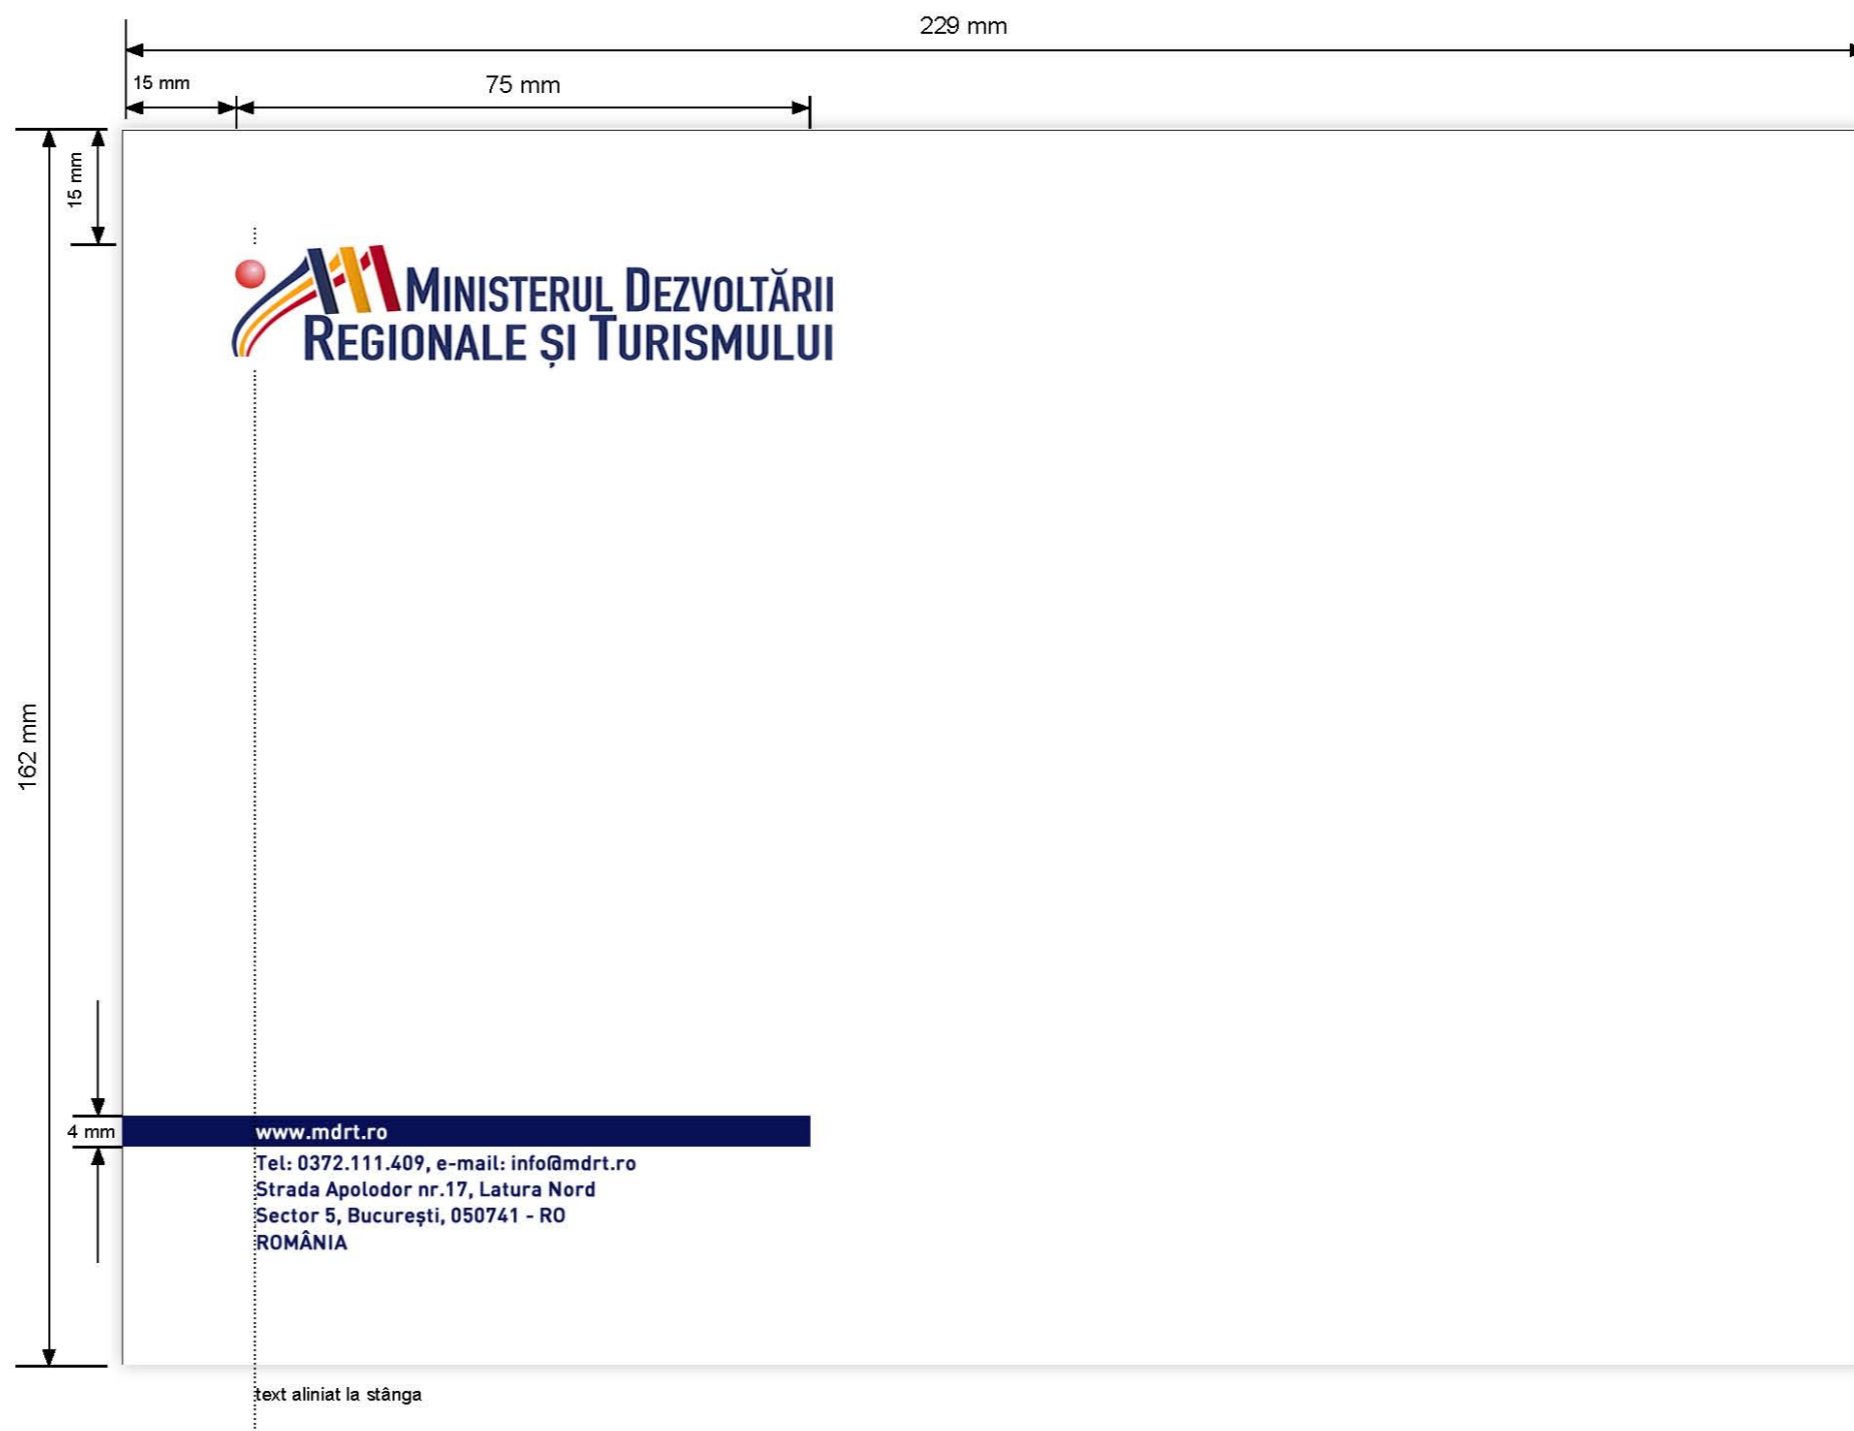 229 mm
15 mm
75 mm
15 mm
MINISTERUL DEZVOLTĂRII
REGIONALE ȘI TURISMULUI
162 mm
4 mm
www.mdrt.ro
Tel: 0372.111.409, e-mail: info@mdrt.ro
Strada Apolodor nr.17, Latura Nord
Sector 5, București, 050741 - RO
ROMÂNIA
text aliniat la stânga